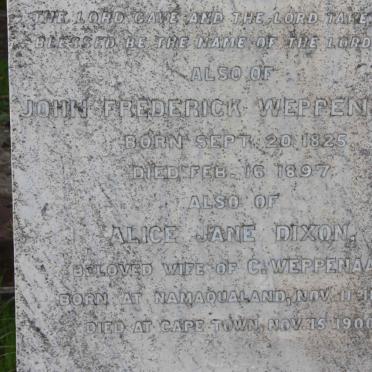 THE LORD GAVE AND THE LORD TAKE
BLESSED BE THE NAME OF THE LORD
ALSO OF
JOHN FREDERICK WEPPEN
BORN SEPT. 20 1825
DIED FEB. 16 1897.
ALSO OF
ALICE JANE DIXON,
BELOVED WIFE OF C. WEPPENAA
BORN AT NAMAQUALAND, NOV. 11
DIED AT CAPE TOWN, NOV. 15 1900